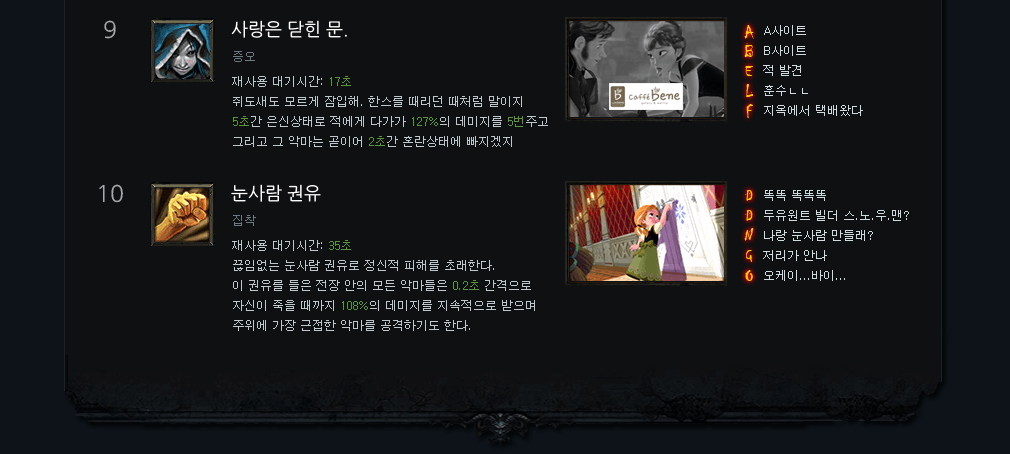 9
사랑은 닫힌 문.
증오
재사용 대기시간: 17초
쥐도새도 모르게 잠입해. 한스를 때리던 때처럼 말이지
5초간 은신상태로 적에게 다가가 127%의 데미지를 5번주고
그리고 그 악마는 곧이어 2초간 혼란상태에 빠지겠지
B
caffé bene
A A사이트
B B사이트
E 적 발견
L 훈수ㄴㄴ
F 지옥에서 택배왔다
10
눈사람 권유
집착
재사용 대기시간: 35초
끊임없는 눈사람 권유로 정신적 피해를 초래한다.
이 권유를 들은 전장 안의 모든 악마들은 0.2초 간격으로
자신이 죽을 때까지 108%의 데미지를 지속적으로 받으며
주위에 가장 근접한 악마를 공격하기도 한다.
D 똑똑 똑똑똑
D 두유원트 빌더 스.노.우.맨?
N 나랑 눈사람 만들래?
G 저리가 안나
O 오케이...바이...